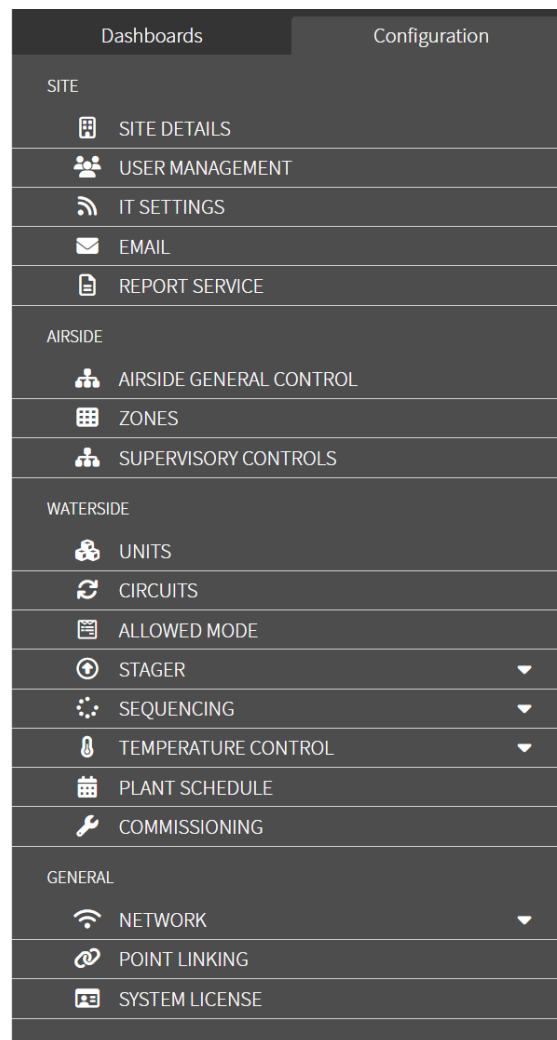 Dashboards Configuration
SITE
SITE DETAILS
USER MANAGEMENT
IT SETTINGS
EMAIL
REPORT SERVICE
AIRSIDE
AIRSIDE GENERAL CONTROL
ZONES
SUPERVISORY CONTROLS
WATERSIDE
UNITS
CIRCUITS
ALLOWED MODE
STAGER
SEQUENCING
TEMPERATURE CONTROL
PLANT SCHEDULE
COMMISSIONING
GENERAL
NETWORK
POINT LINKING
SYSTEM LICENSE